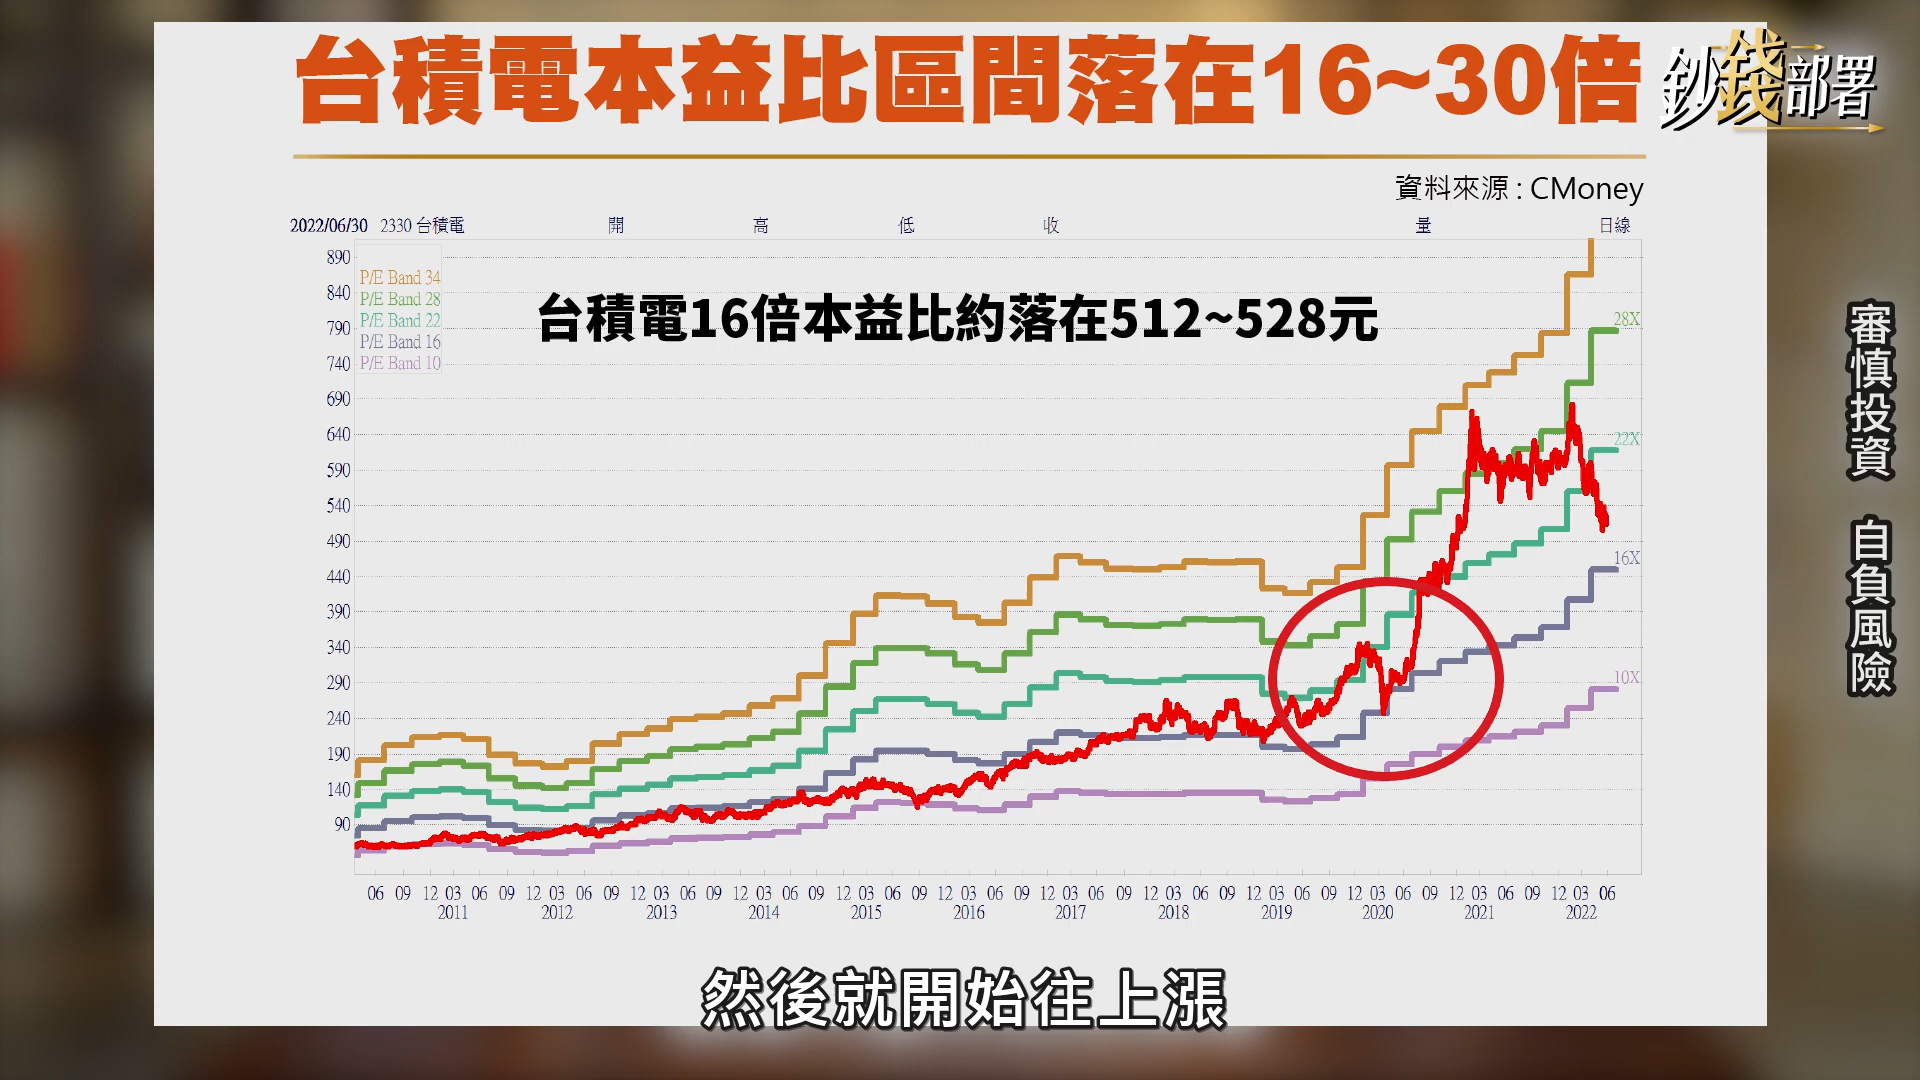 台積電本益比區間落在16~30倍
鈔錢部署
資料來源 : CMoney
2022/06/30 2330 台積電 開 高 低 收 量 日線
890
840
790
740
690
640
590
540
490
440
390
340
290
240
190
140
90
P/E Band 34
P/E Band 28
P/E Band 22
P/E Band 16
P/E Band 10
台積電16倍本益比約落在512~528元
28X
22X
16X
10X
06 09 12 03 06 09 12 03 06 09 12 03 06 09 12 03 06 09 12 03 06 09 12 03 06 09 12 03 06 09 12 03 06 09 12 03 06 09 12 03 06 09 12 03 06 09 12 03 06
2011 2012 2013 2014 2015 2016 2017 2018 2019 2020 2021 2022
審慎投資 自負風險
然後就開始往上漲